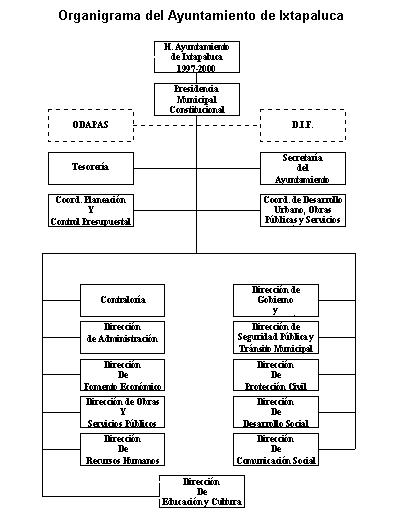 Organigrama del Ayuntamiento de Ixtapaluca
H. Ayuntamiento
de Ixtapaluca
1997-2000
Presidencia
Municipal
Constitucional
ODAPAS
D.I.F.
Tesorería
Secretaría
del
Ayuntamiento
Coord. Planeación
Y
Control Presupuestal
Coord. de Desarrollo
Urbano, Obras
Públicas y Servicios
Contraloría
Dirección de
Gobierno
y
Dirección
de Administración
Dirección de
Seguridad Pública y
Tránsito Municipal
Dirección
De
Fomento Económico
Dirección
De
Protección Civil
Dirección de Obras
Y
Servicios Públicos
Dirección
De
Desarrollo Social
Dirección
De
Recursos Humanos
Dirección
De
Comunicación Social
Dirección
De
Educación y Cultura